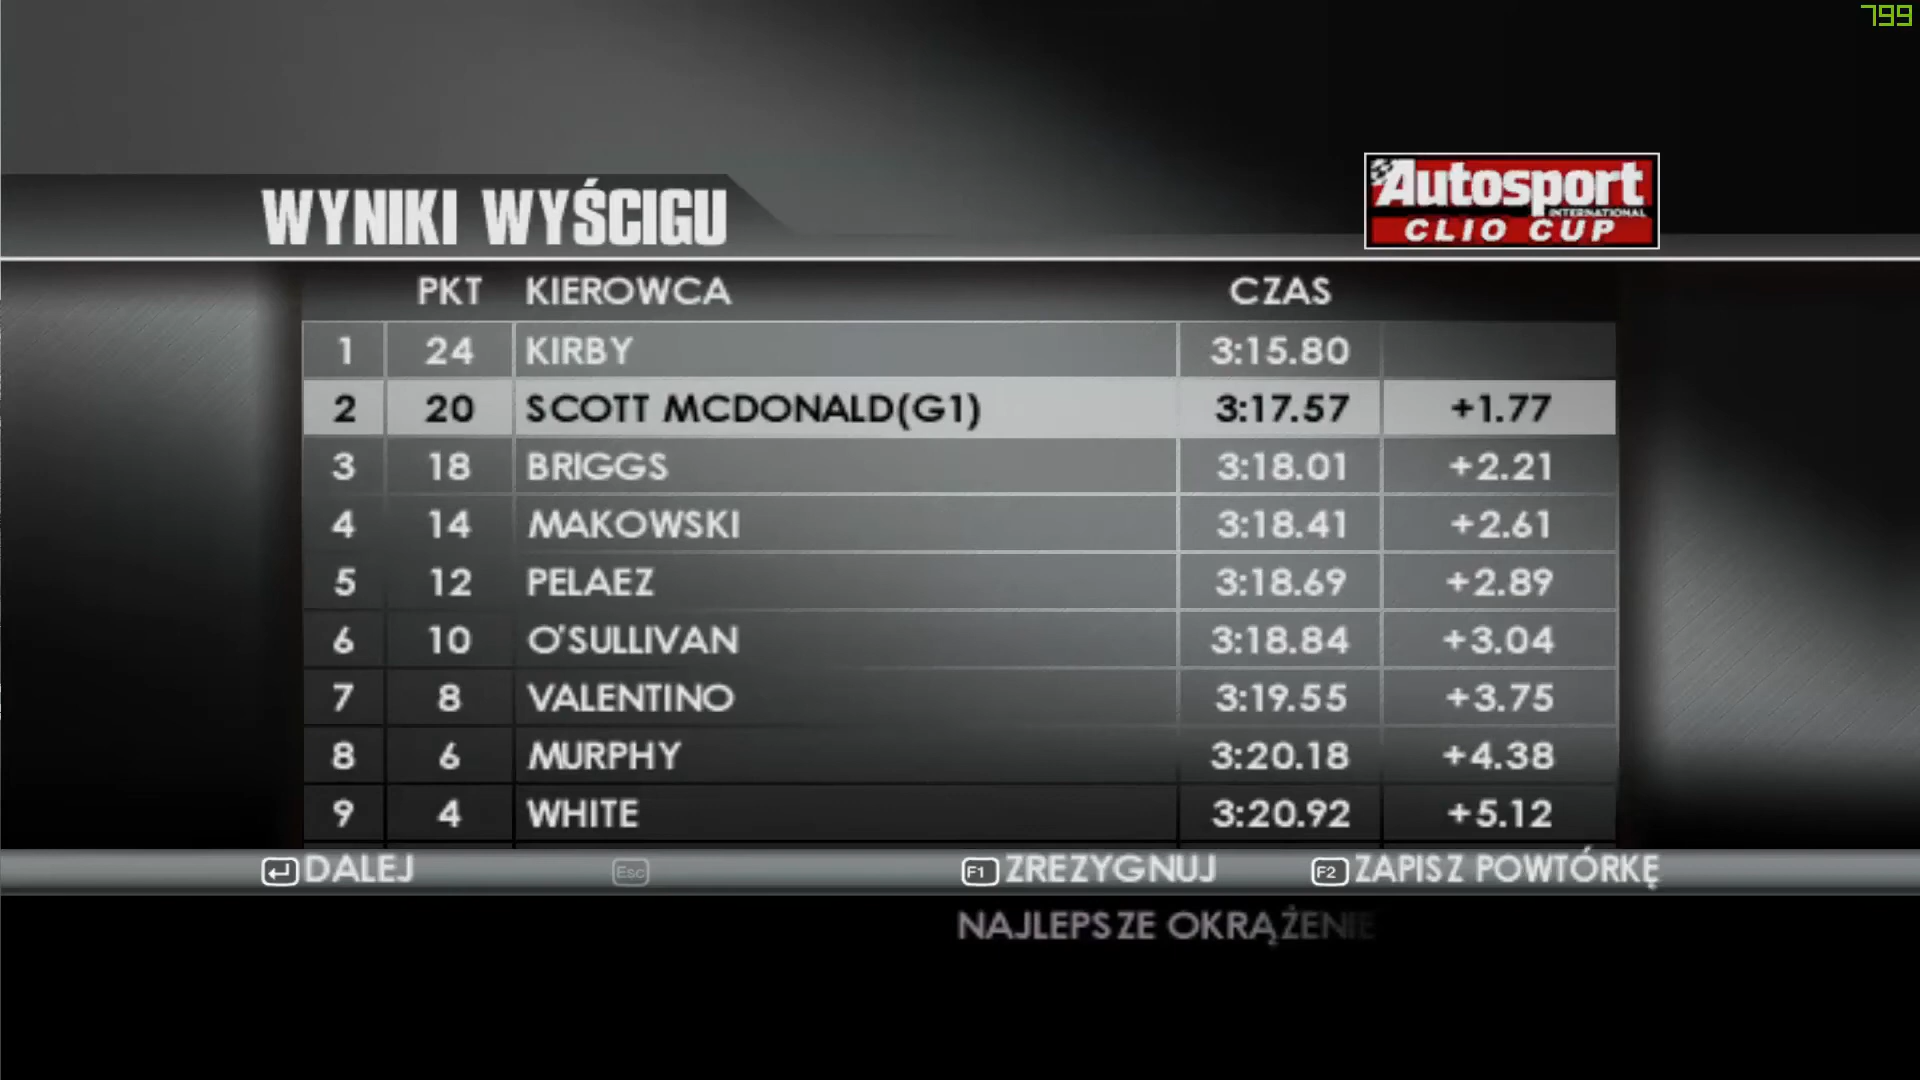 799
Autosport
INTERNATIONAL
CLIO CUP
WYNIKI WYŚCIGU
PKT KIEROWCA CZAS
1 24 KIRBY 3:15.80
2 20 SCOTT MCDONALD(G1) 3:17.57 +1.77
3 18 BRIGGS 3:18.01 +2.21
4 14 MAKOWSKI 3:18.41 +2.61
5 12 PELAEZ 3:18.69 +2.89
6 10 O'SULLIVAN 3:18.84 +3.04
7 8 VALENTINO 3:19.55 +3.75
8 6 MURPHY 3:20.18 +4.38
9 4 WHITE 3:20.92 +5.12
DALEJ Esc F1 ZREZYGNUJ F2 ZAPISZ POWTÓRKĘ
NAJLEPSZE OKRĄŻENIE